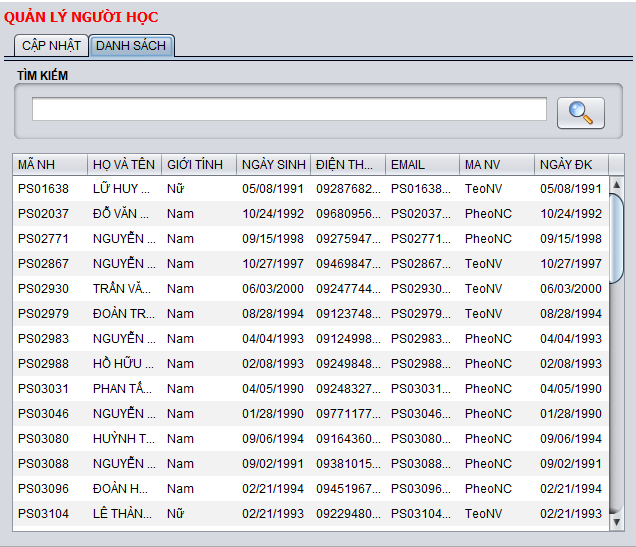 QUẢN LÝ NGƯỜI HỌC
CẬP NHẬT DANH SÁCH
TÌM KIẾM
MÃ NH HỌ VÀ TÊN GIỚI TÍNH NGÀY SINH ĐIỆN TH... EMAIL MA NV NGÀY ĐK
PS01638 LỮ HUY ... Nữ 05/08/1991 09287682... PS01638... TeoNV 05/08/1991
PS02037 ĐỖ VĂN ... Nam 10/24/1992 09680956... PS02037... PheoNC 10/24/1992
PS02771 NGUYỄN ... Nam 09/15/1998 09275947... PS02771... PheoNC 09/15/1998
PS02867 NGUYỄN ... Nam 10/27/1997 09469847... PS02867... TeoNV 10/27/1997
PS02930 TRẦN VĂ... Nam 06/03/2000 09247744... PS02930... TeoNV 06/03/2000
PS02979 ĐOÀN TR... Nam 08/28/1994 09123748... PS02979... TeoNV 08/28/1994
PS02983 NGUYỄN ... Nam 04/04/1993 09124998... PS02983... PheoNC 04/04/1993
PS02988 HỒ HỮU ... Nam 02/08/1993 09249848... PS02988... PheoNC 02/08/1993
PS03031 PHAN TẤ... Nam 04/05/1990 09248327... PS03031... PheoNC 04/05/1990
PS03046 NGUYỄN ... Nam 01/28/1990 09771177... PS03046... PheoNC 01/28/1990
PS03080 HUỲNH T... Nam 09/06/1994 09164360... PS03080... PheoNC 09/06/1994
PS03088 NGUYỄN ... Nam 09/02/1991 09381015... PS03088... PheoNC 09/02/1991
PS03096 ĐOÀN H... Nam 02/21/1994 09451967... PS03096... PheoNC 02/21/1994
PS03104 LÊ THÀN... Nữ 02/21/1993 09229480... PS03104... TeoNV 02/21/1993